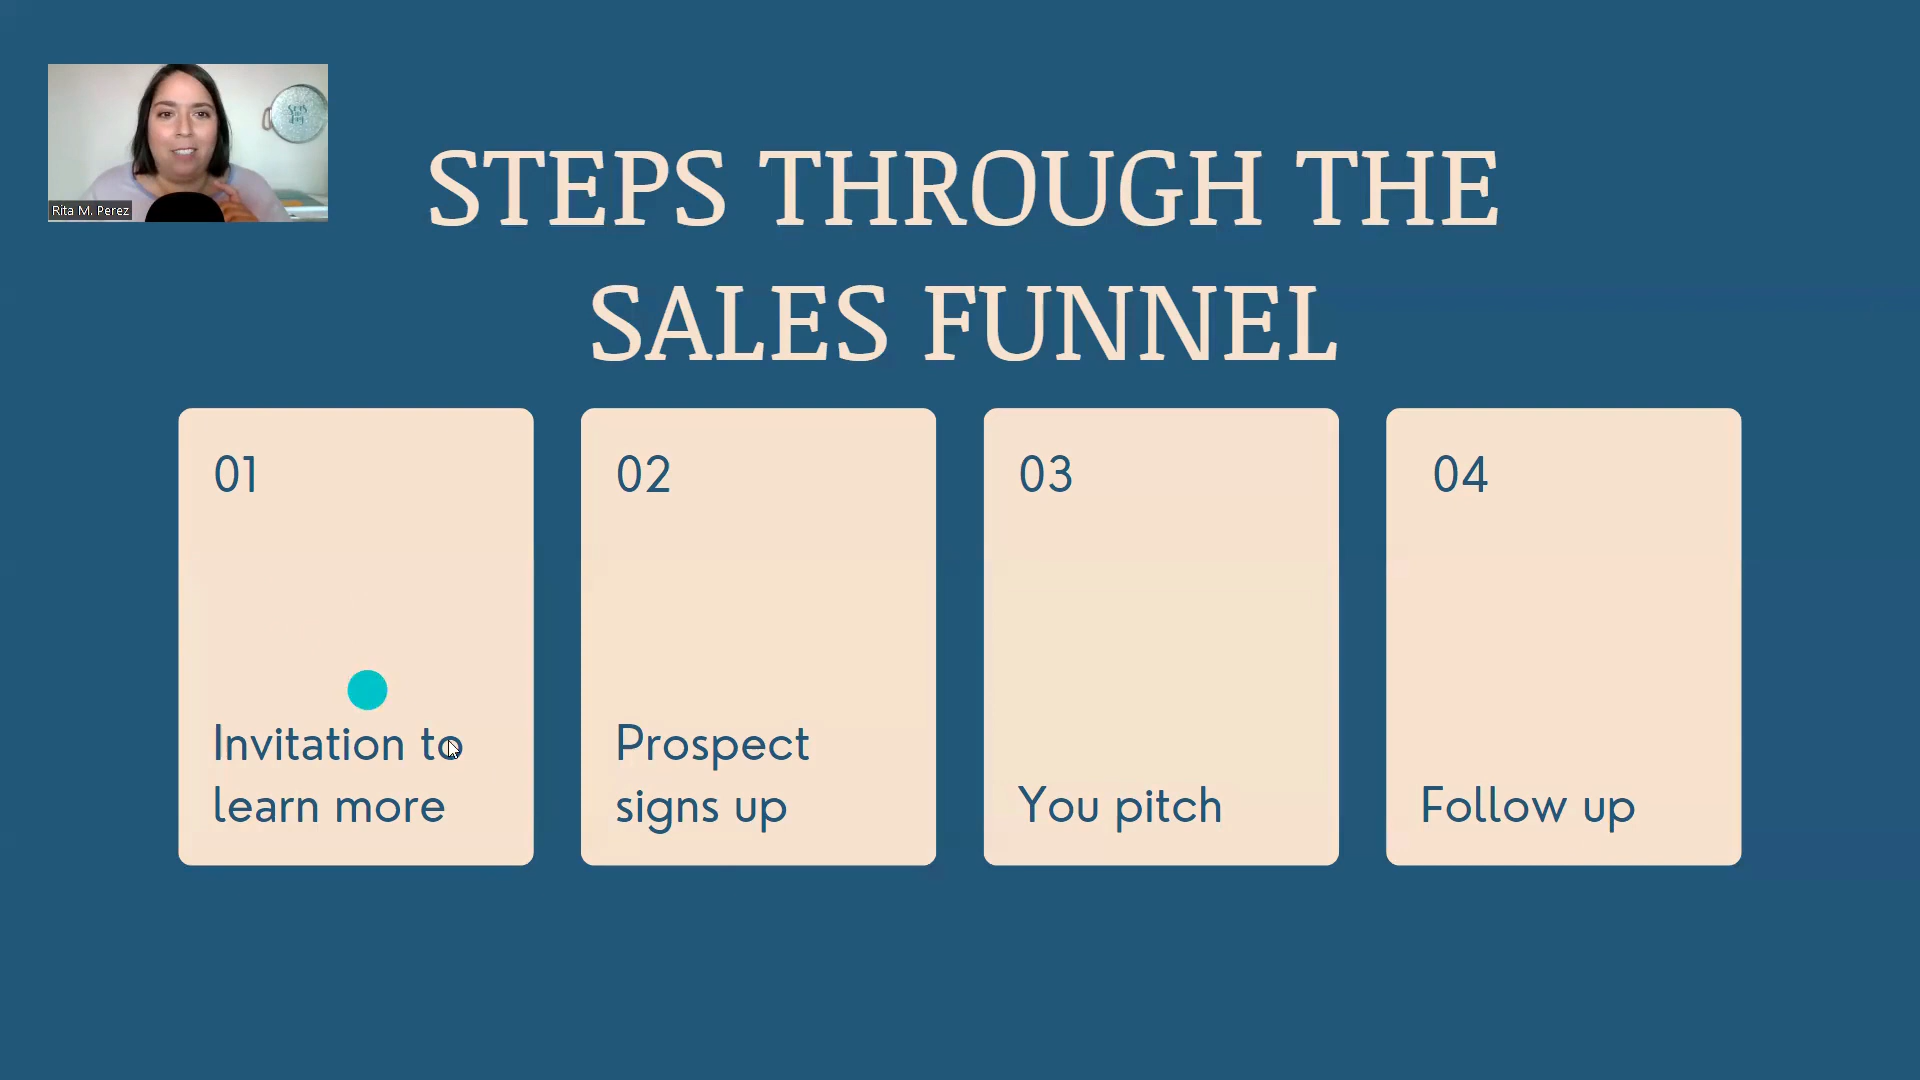 Rita M. Perez
STEPS THROUGH THE
SALES FUNNEL
01
Invitation to
learn more
02
Prospect
signs up
03
You pitch
04
Follow up